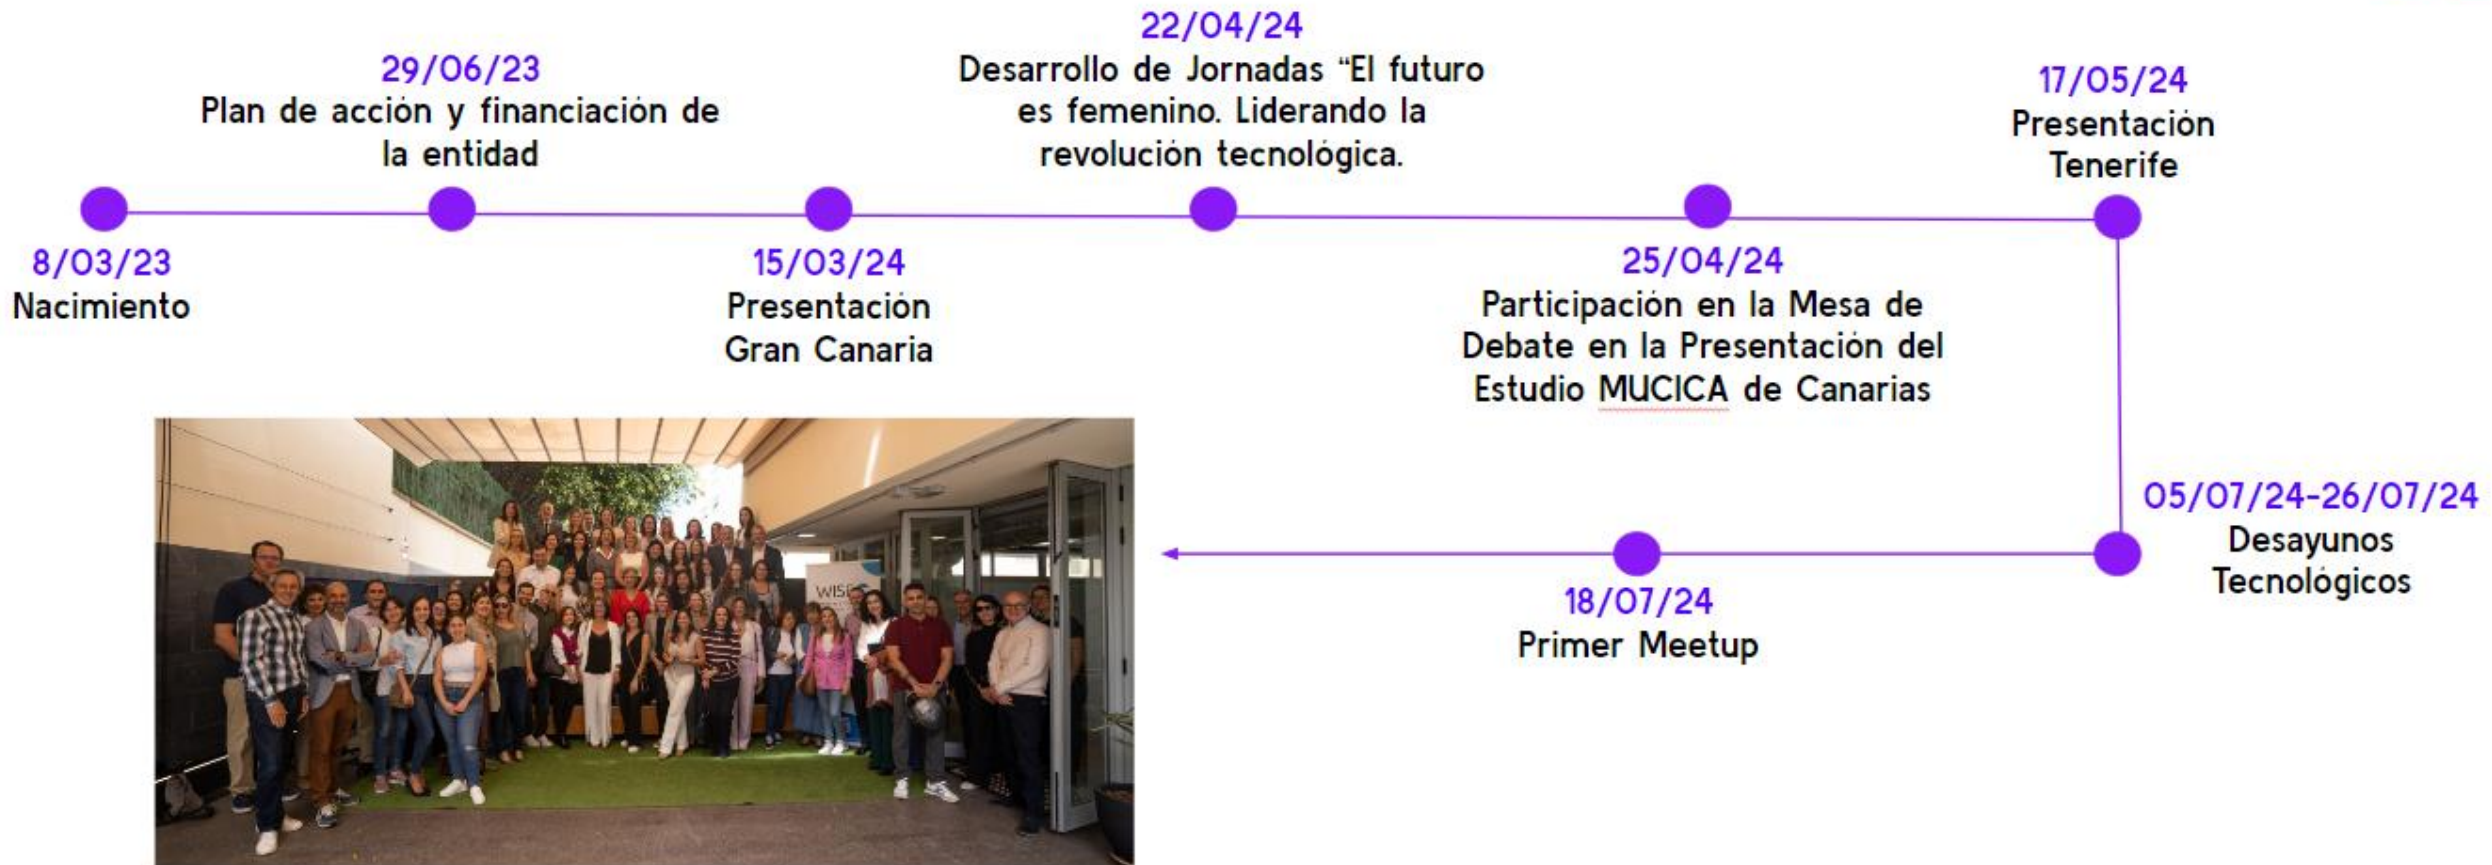 8/03/23
Nacimiento
29/06/23
Plan de acción y financiación de
la entidad
15/03/24
Presentación
Gran Canaria
22/04/24
Desarrollo de Jornadas “El futuro
es femenino. Liderando la
revolución tecnológica.
25/04/24
Participación en la Mesa de
Debate en la Presentación del
Estudio MUCICA de Canarias
17/05/24
Presentación
Tenerife
05/07/24-26/07/24
Desayunos
Tecnológicos
18/07/24
Primer Meetup